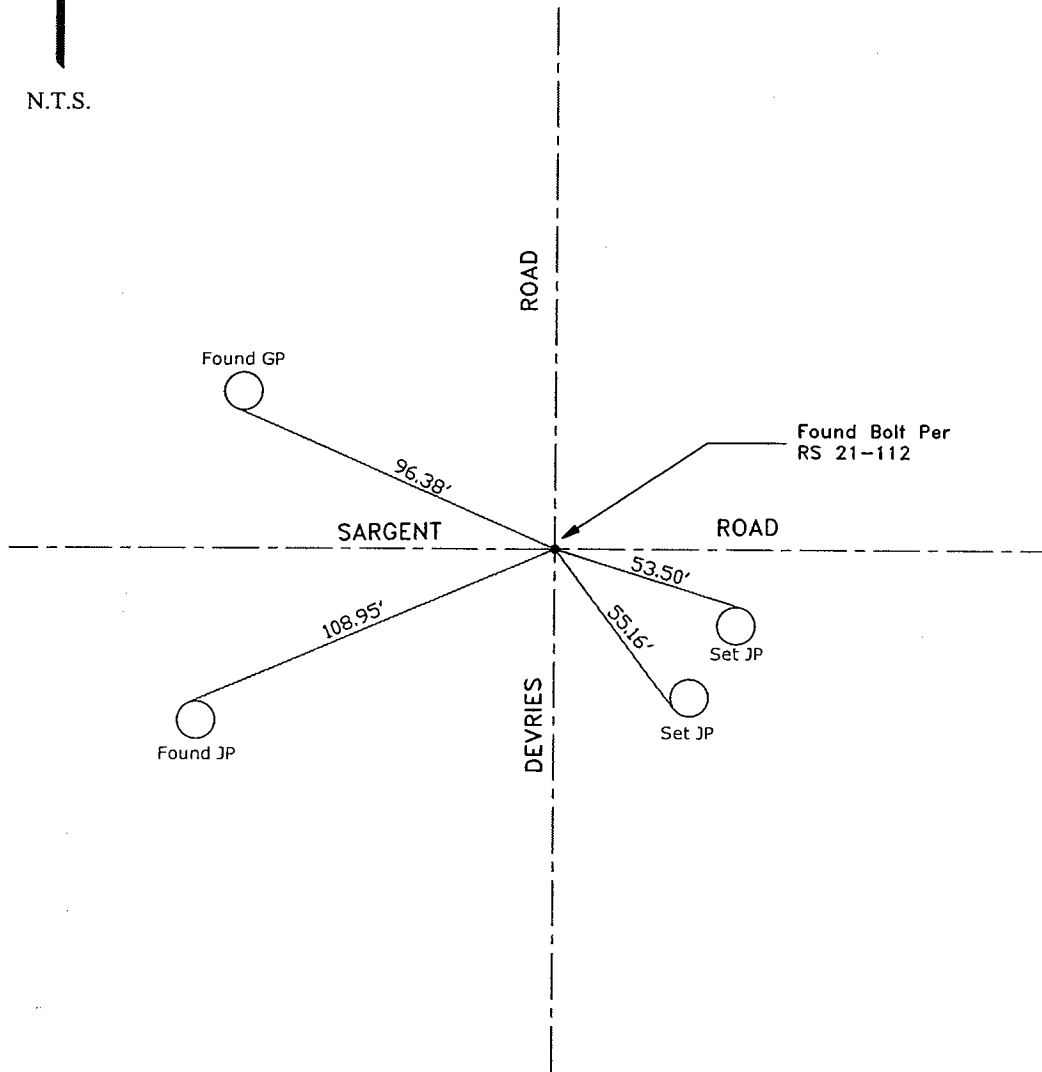 N.T.S.
ROAD
Found GP
Found Bolt Per
RS 21-112
96.38'
SARGENT
ROAD
53.50'
108.95'
55.16'
Set JP
DEVRIES
Set JP
Found JP